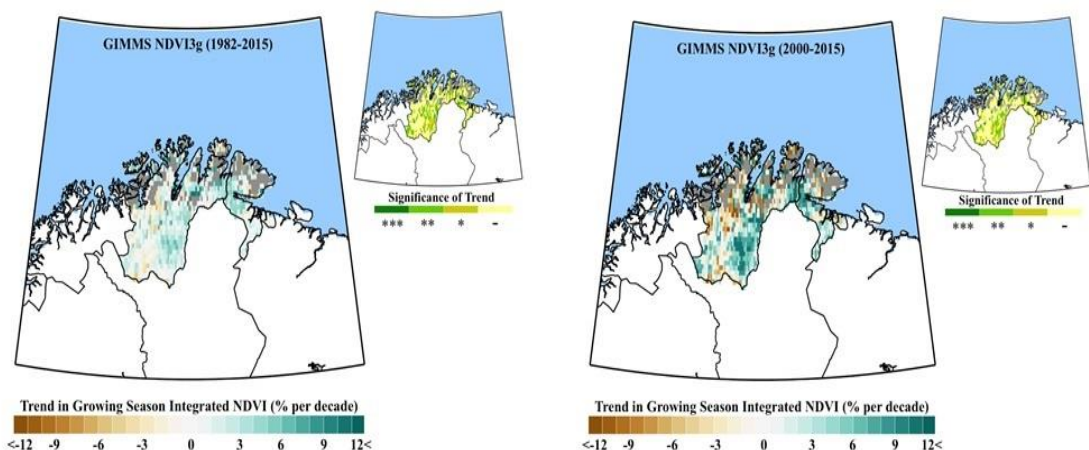 GIMMS NDVI3g (1982-2015)
Significance of Trend
*** ** * -
Trend in Growing Season Integrated NDVI (% per decade)
<-12 -9 -6 -3 0 3 6 9 12<
GIMMS NDVI3g (2000-2015)
Significance of Trend
*** ** * -
Trend in Growing Season Integrated NDVI (% per decade)
<-12 -9 -6 -3 0 3 6 9 12<